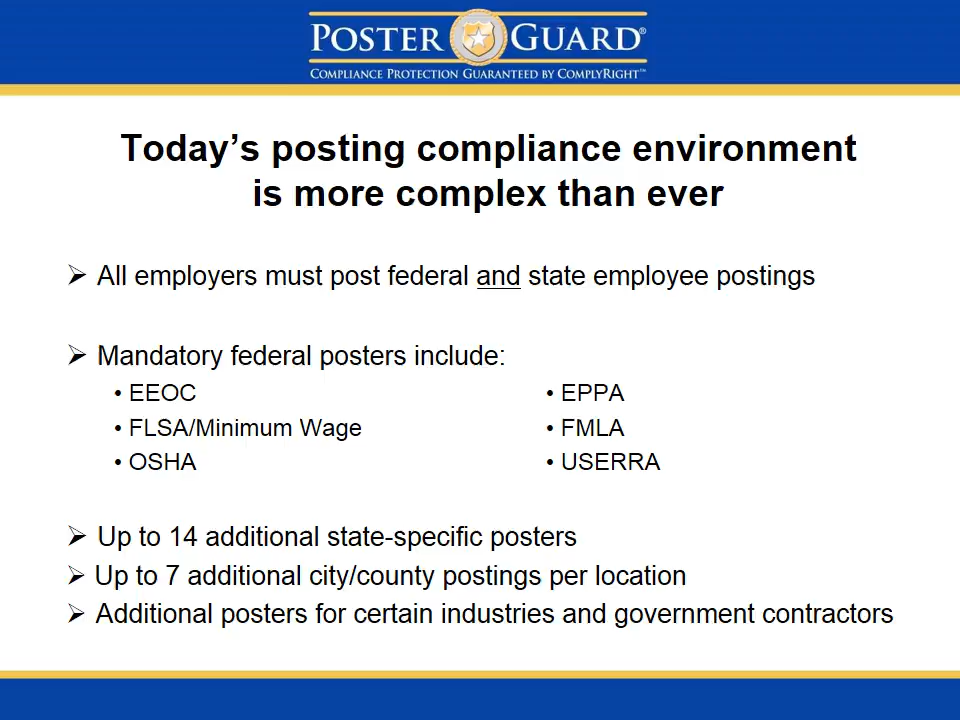 POSTER GUARD®
COMPLIANCE PROTECTION GUARANTEED BY COMPLYRIGHT™
Today’s posting compliance environment
is more complex than ever
➢ All employers must post federal and state employee postings
➢ Mandatory federal posters include:
• EEOC
• FLSA/Minimum Wage
• OSHA
• EPPA
• FMLA
• USERRA
➢ Up to 14 additional state-specific posters
➢ Up to 7 additional city/county postings per location
➢ Additional posters for certain industries and government contractors